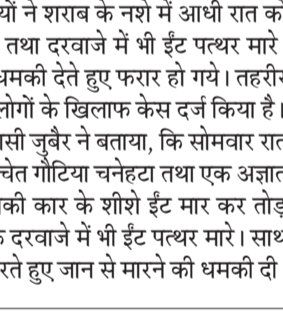 यों ने शराब के नशे में आधी रात क
तथा दरवाजे में भी ईंट पत्थर मारे
धमकी देते हुए फरार हो गये। तहरी
लोगों के खिलाफ केस दर्ज किया है।
सी जुबैर ने बताया, कि सोमवार रात
चेत गौटिया चनेहटा तथा एक अज्ञात
की कार के शीशे ईंट मार कर तोड़
दरवाजे में भी ईंट पत्थर मारे। साथ
रते हुए जान से मारने की धमकी दी